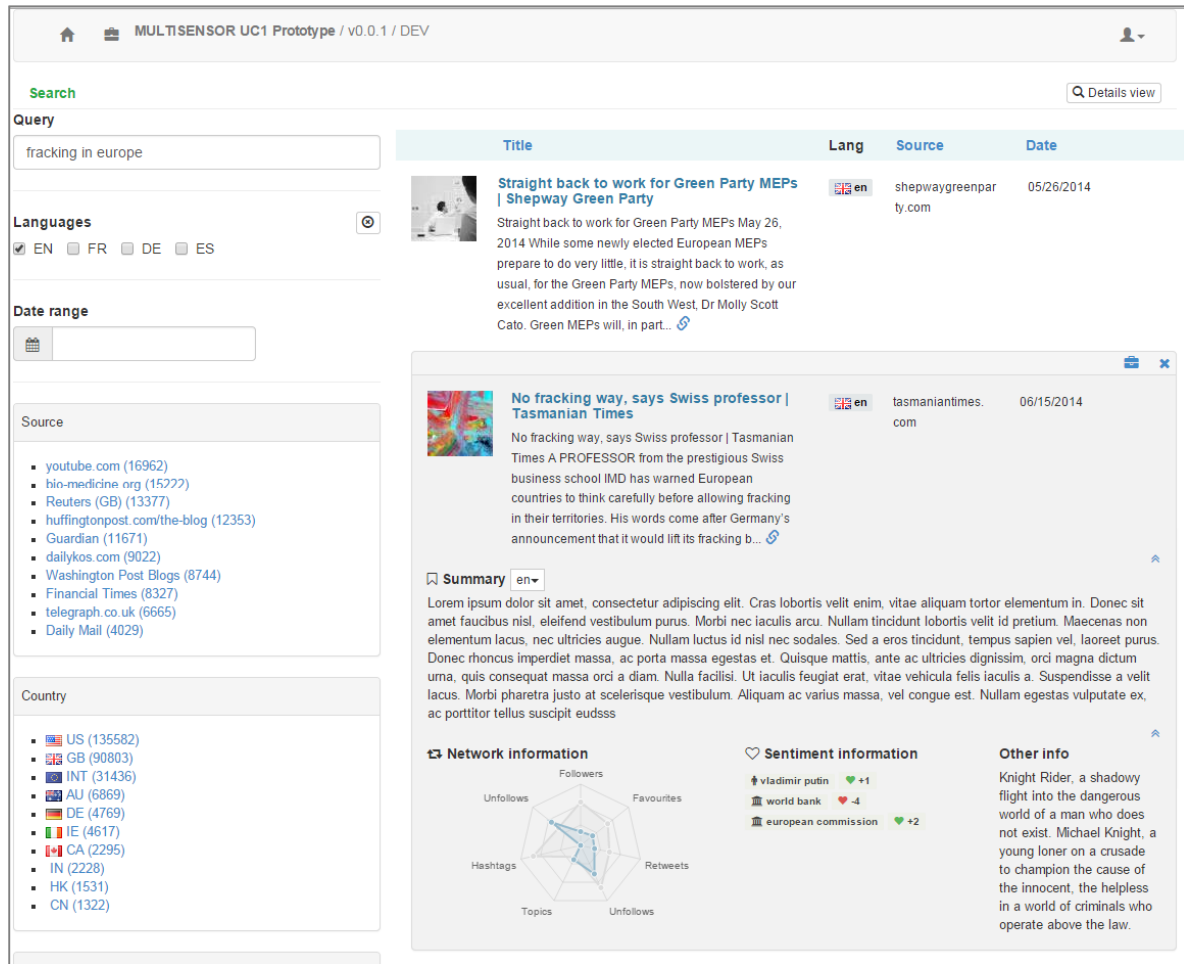 MULTISENSOR UC1 Prototype / v0.0.1 / DEV
Search
Details view
Query
fracking in europe
Languages
EN FR DE ES
Date range
Source
youtube.com (16962)
bio-medicine.org (15222)
Reuters (GB) (13377)
huffingtonpost.com/the-blog (12353)
Guardian (11671)
dailykos.com (9022)
Washington Post Blogs (8744)
Financial Times (8327)
telegraph.co.uk (6665)
Daily Mail (4029)
Country
US (135582)
GB (90803)
INT (31436)
AU (6869)
DE (4769)
IE (4617)
CA (2295)
IN (2228)
HK (1531)
CN (1322)
Title Lang Source Date
Straight back to work for Green Party MEPs
| Shepway Green Party
en
shepwaygreenpar
ty.com
05/26/2014
Straight back to work for Green Party MEPs May 26,
2014 While some newly elected European MEPs
prepare to do very little, it is straight back to work, as
usual, for the Green Party MEPs, now bolstered by our
excellent addition in the South West, Dr Molly Scott
Cato. Green MEPs will, in part...
No fracking way, says Swiss professor |
Tasmanian Times
en
tasmaniantimes.
com
06/15/2014
No fracking way, says Swiss professor | Tasmanian
Times A PROFESSOR from the prestigious Swiss
business school IMD has warned European
countries to think carefully before allowing fracking
in their territories. His words come after Germany's
announcement that it would lift its fracking b...
Summary en
Lorem ipsum dolor sit amet, consectetur adipiscing elit. Cras lobortis velit enim, vitae aliquam tortor elementum in. Donec sit
amet faucibus nisl, eleifend vestibulum purus. Morbi nec iaculis arcu. Nullam tincidunt lobortis velit id pretium. Maecenas non
elementum lacus, nec ultricies augue. Nullam luctus id nisl nec sodales. Sed a eros tincidunt, tempus sapien vel, laoreet purus.
Donec rhoncus imperdiet massa, ac porta massa egestas et. Quisque mattis, ante ac ultricies dignissim, orci magna dictum
urna, quis consequat massa orci a diam. Nulla facilisi. Ut iaculis feugiat erat, vitae vehicula felis iaculis a. Suspendisse a velit
lacus. Morbi pharetra justo at scelerisque vestibulum. Aliquam ac varius massa, vel congue est. Nullam egestas vulputate ex,
ac porttitor tellus suscipit eudsss
Network information
Followers
Favourites
Retweets
Unfollows
Topics
Hashtags
Unfollows
Sentiment information
vladimir putin +1
world bank -4
european commission +2
Other info
Knight Rider, a shadowy
flight into the dangerous
world of a man who does
not exist. Michael Knight, a
young loner on a crusade
to champion the cause of
the innocent, the helpless
in a world of criminals who
operate above the law.